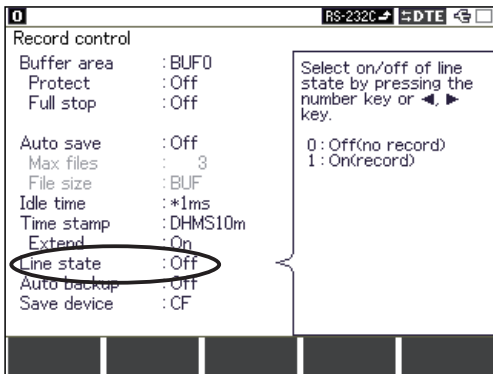 0 RS-232C DTE
Record control
Buffer area : BUF0
Protect : Off
Full stop : Off
Auto save : Off
Max files : 3
File size : BUF
Idle time : *1ms
Time stamp : DHMS10m
Extend : On
Line state : Off
Auto backup : Off
Save device : CF
Select on/off of line
state by pressing the
number key or ◀, ▶
key.
0 : Off(no record)
1 : On(record)